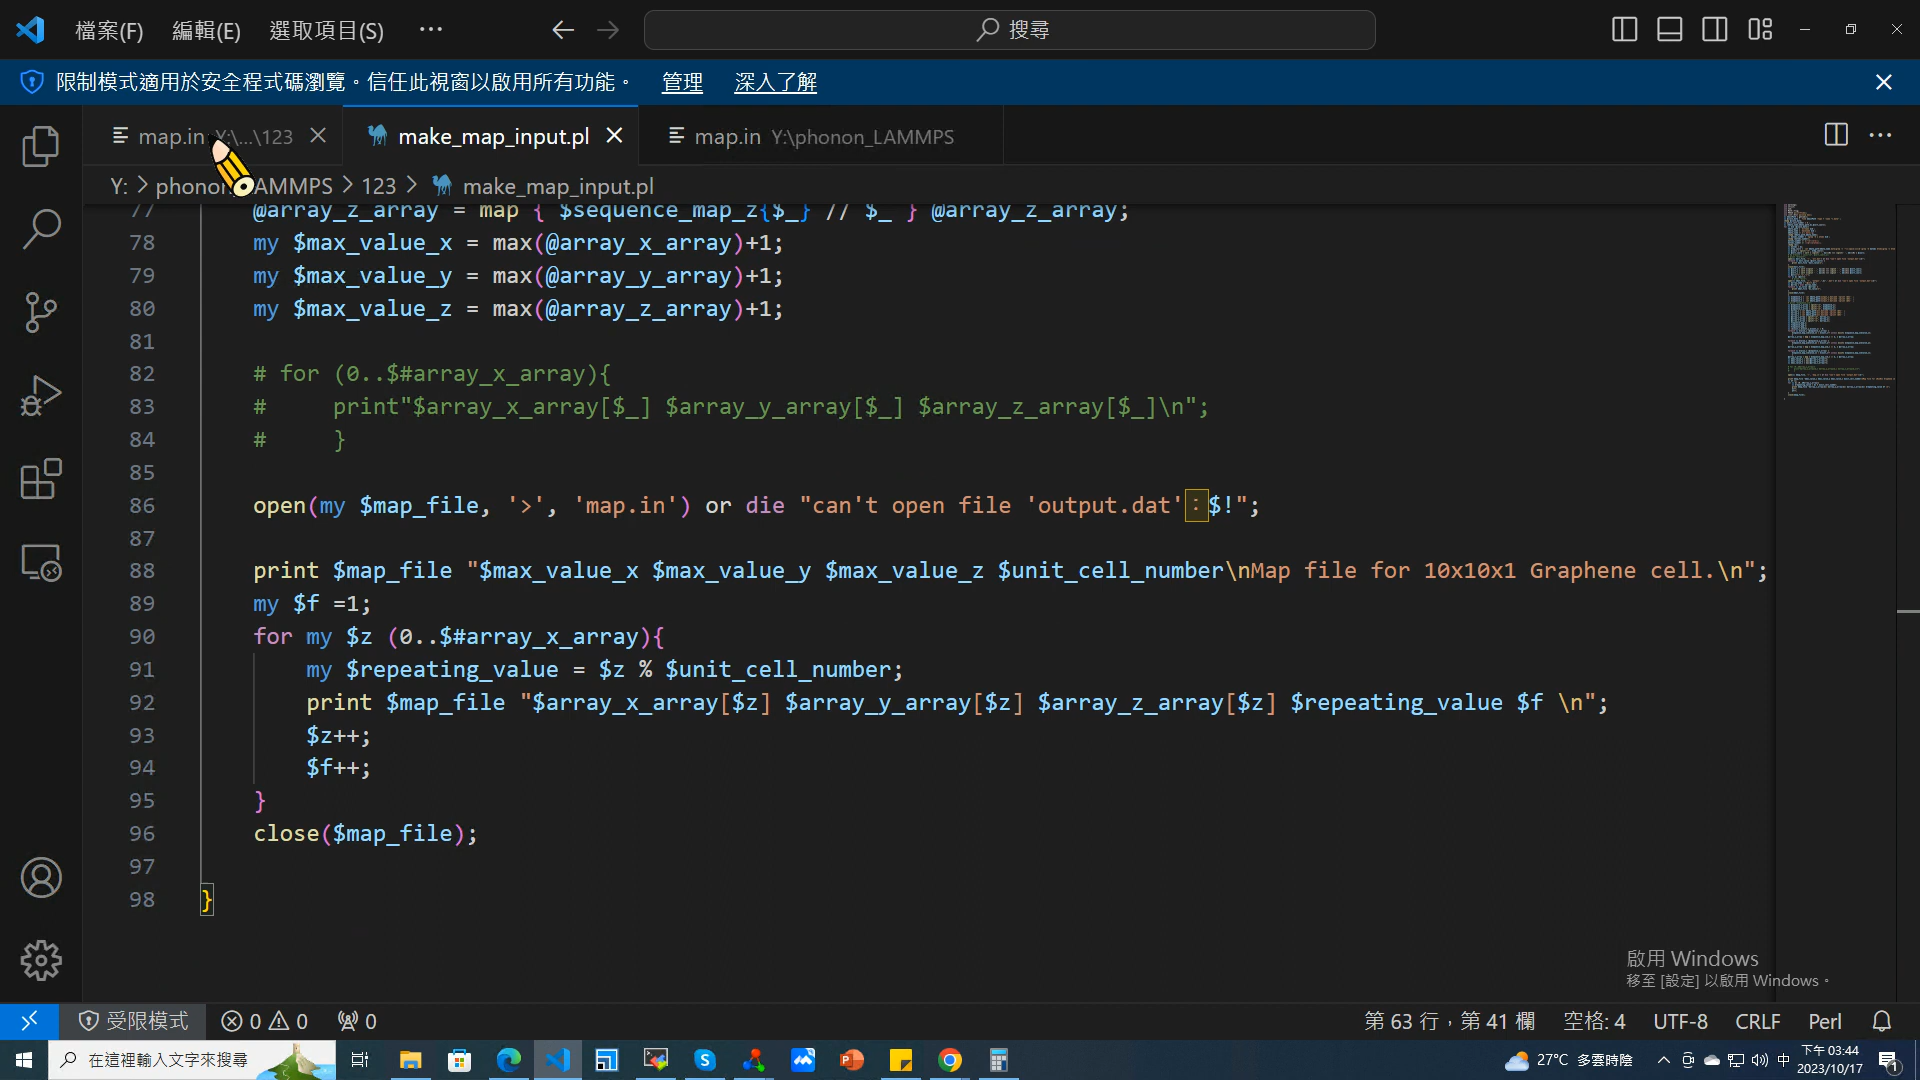 檔案(F) 編輯(E) 選取項目(S) ··· 搜尋
限制模式適用於安全程式碼瀏覽。信任此視窗以啟用所有功能。 管理 深入了解
map.in Y:\...\123 make_map_input.pl map.in Y:\phonon_LAMMPS
Y: > phonon_LAMMPS > 123 > make_map_input.pl
77 @array_z_array = map { $sequence_map_z{$_} // $_ } @array_z_array;
78 my $max_value_x = max(@array_x_array)+1;
79 my $max_value_y = max(@array_y_array)+1;
80 my $max_value_z = max(@array_z_array)+1;
81
82 # for (0..$#array_x_array){
83 #     print"$array_x_array[$_] $array_y_array[$_] $array_z_array[$_]\n";
84 #     }
85
86 open(my $map_file, '>', 'map.in') or die "can't open file 'output.dat'：$!";
87
88 print $map_file "$max_value_x $max_value_y $max_value_z $unit_cell_number\nMap file for 10x10x1 Graphene cell.\n";
89 my $f =1;
90 for my $z (0..$#array_x_array){
91 my $repeating_value = $z % $unit_cell_number;
92 print $map_file "$array_x_array[$z] $array_y_array[$z] $array_z_array[$z] $repeating_value $f \n";
93 $z++;
94 $f++;
95 }
96 close($map_file);
97
98 }
啟用 Windows
移至 [設定] 以啟用 Windows。
受限模式 0 0 0 第 63 行，第 41 欄 空格: 4 UTF-8 CRLF Perl
在這裡輸入文字來搜尋 27°C 多雲時陰 中 下午 03:44
2023/10/17 1